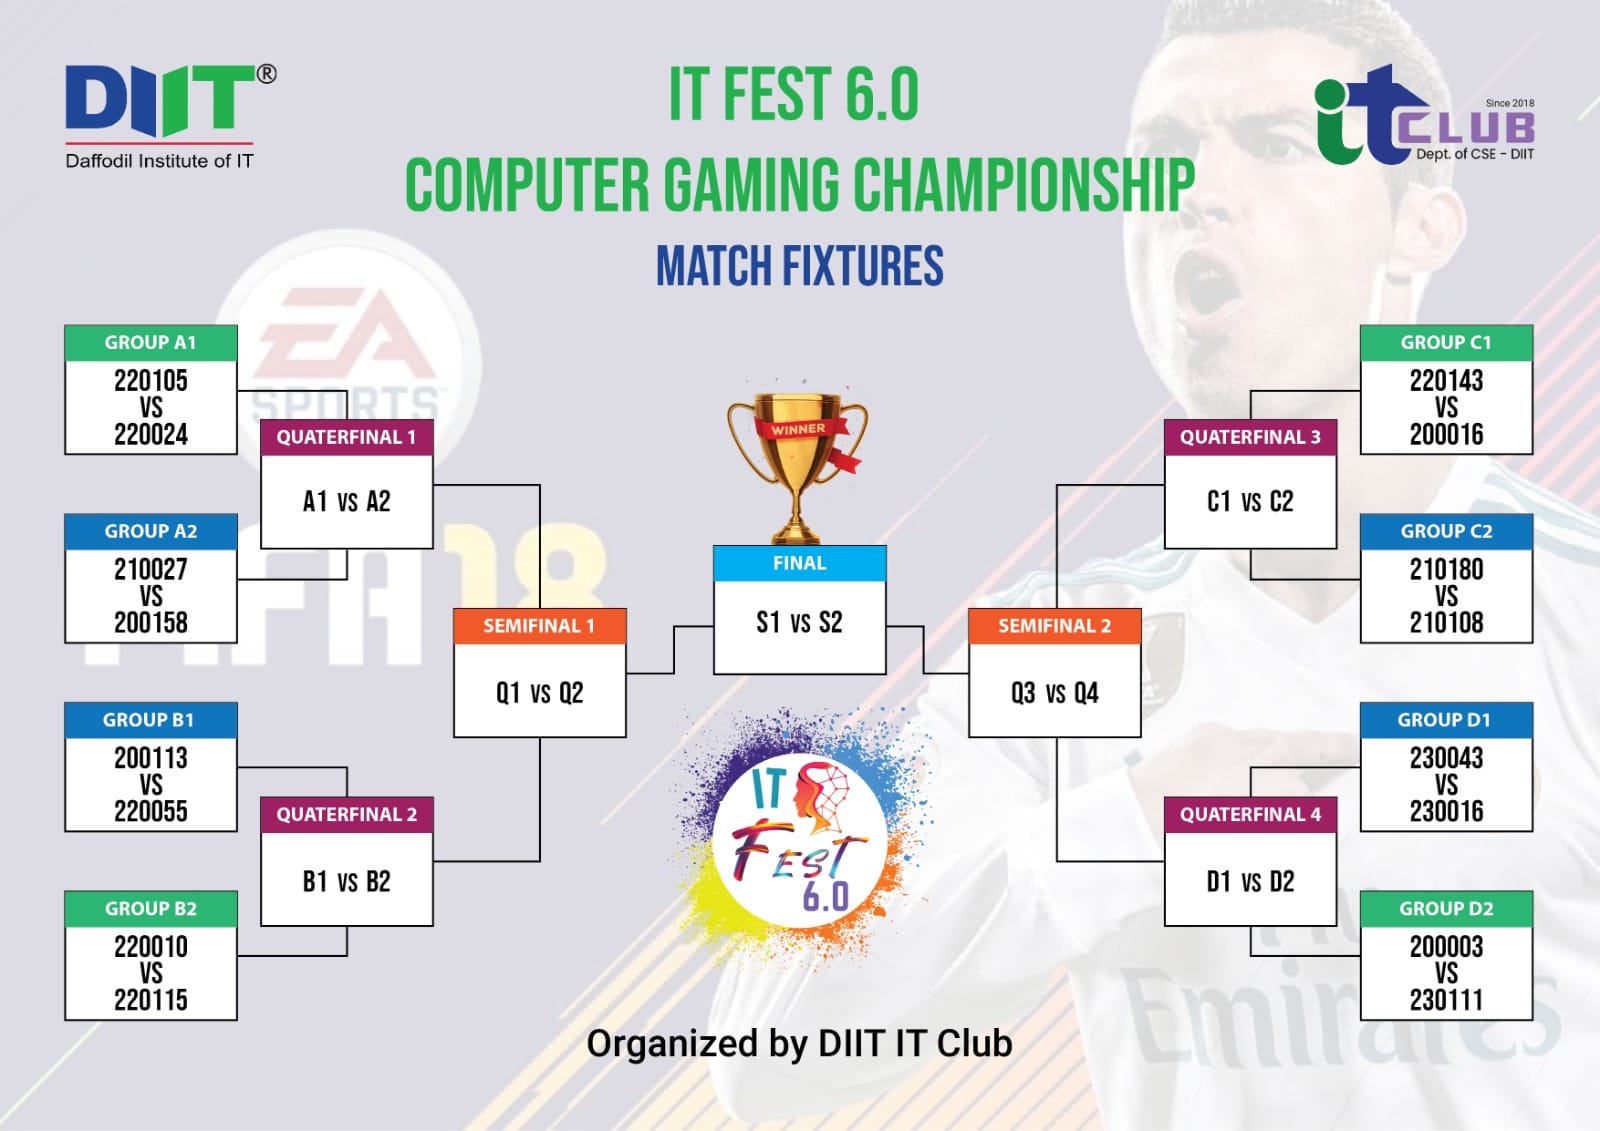 DIIT®
Daffodil Institute of IT
IT FEST 6.0
COMPUTER GAMING CHAMPIONSHIP
MATCH FIXTURES
Since 2018
it CLUB
Dept. of CSE - DIIT
EA
SPORTS
FIFA 18
GROUP A1
220105
VS
220024
GROUP A2
210027
VS
200158
GROUP B1
200113
VS
220055
GROUP B2
220010
VS
220115
QUATERFINAL 1
A1 VS A2
QUATERFINAL 2
B1 VS B2
SEMIFINAL 1
Q1 VS Q2
WINNER
FINAL
S1 VS S2
SEMIFINAL 2
Q3 VS Q4
QUATERFINAL 3
C1 VS C2
QUATERFINAL 4
D1 VS D2
GROUP C1
220143
VS
200016
GROUP C2
210180
VS
210108
GROUP D1
230043
VS
230016
GROUP D2
200003
VS
230111
IT
FEST
6.0
Emirates
Organized by DIIT IT Club